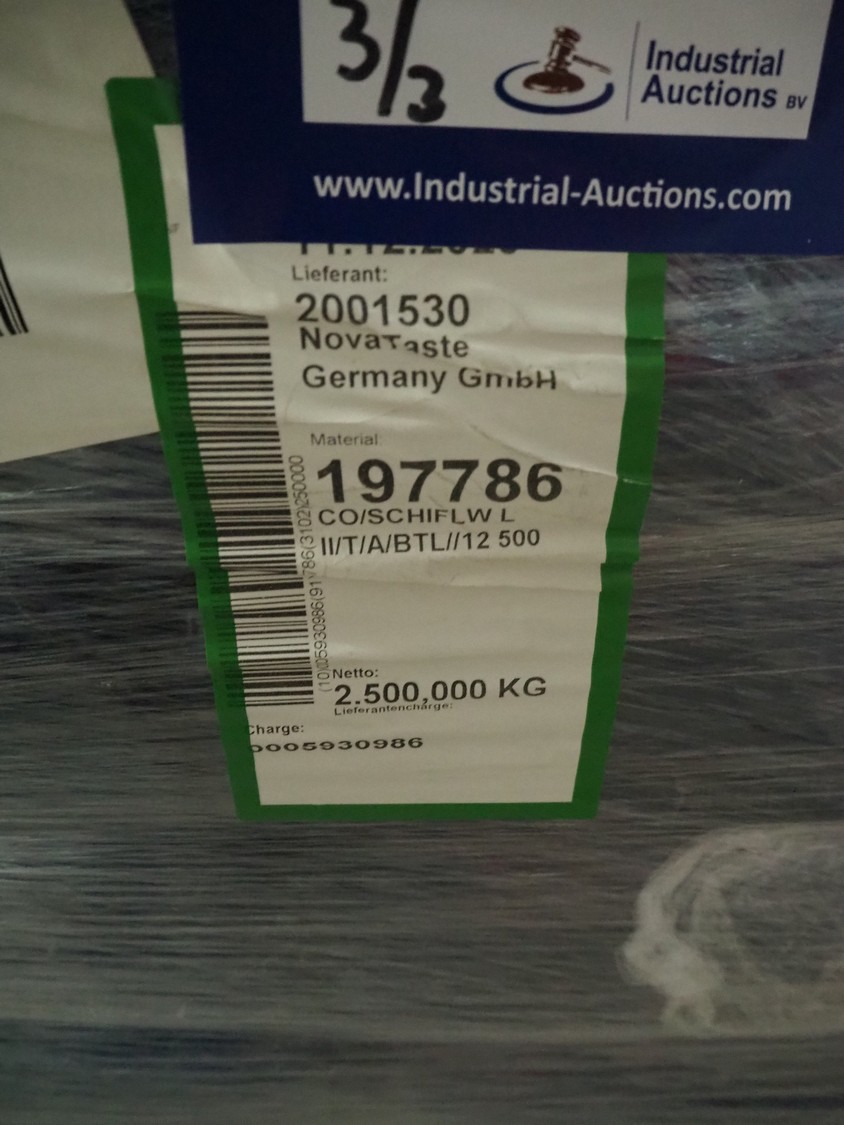 3/3
Industrial
Auctions BV
www.Industrial-Auctions.com
Lieferant:
2001530
NovaTaste
Germany GmbH
Material:
197786
CO/SCHIFLW L
II/T/A/BTL//12 500
Netto:
2.500,000 KG
Lieferantencharge:
Charge:
0005930986